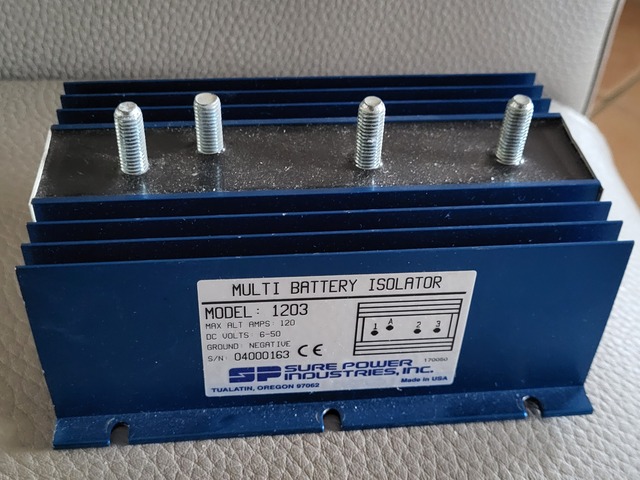 MULTI BATTERY ISOLATOR
MODEL: 1203
MAX ALT AMPS: 120
DC VOLTS: 6-50
GROUND: NEGATIVE
S/N: 04000163 CE
1 A 2 3
170060
SP SURE POWER
INDUSTRIES, INC.
TUALATIN, OREGON 97062
Made in USA